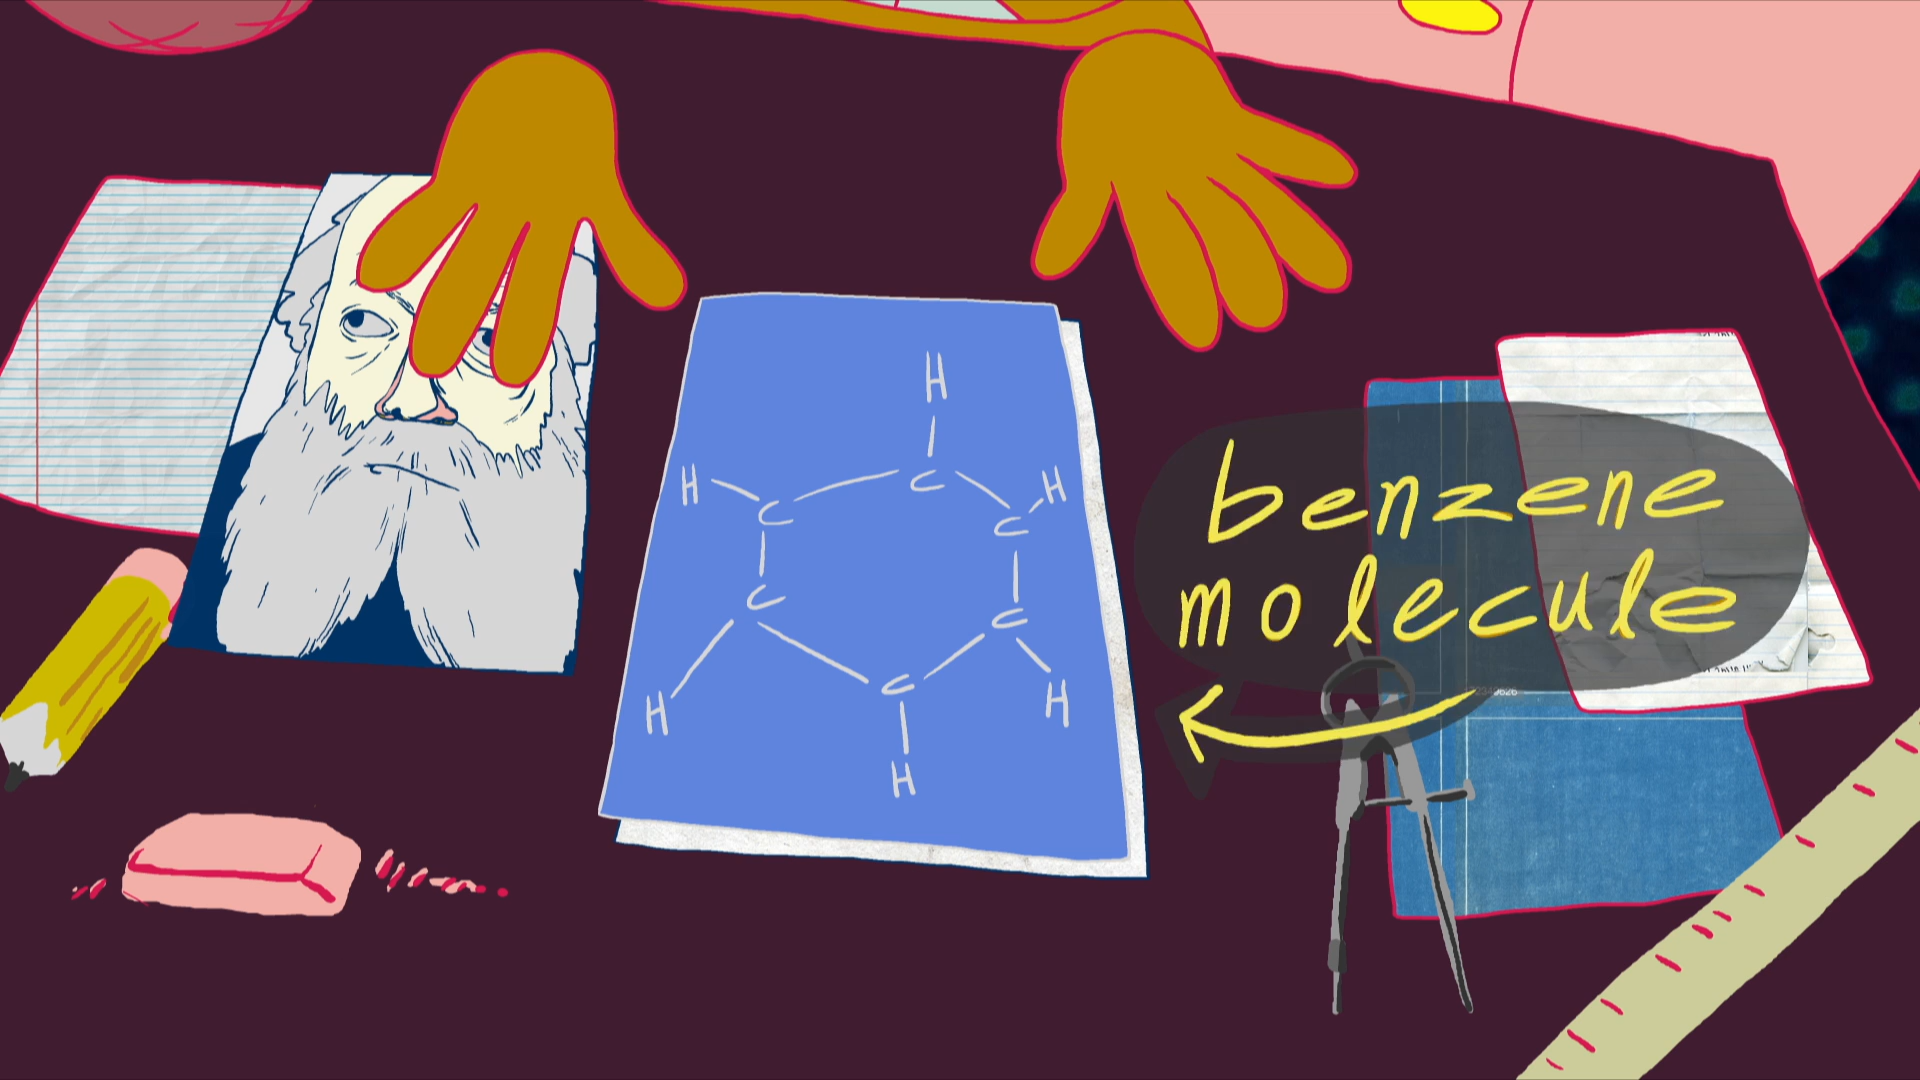 H
H C C H
C C
H C H
H
benzene
molecule